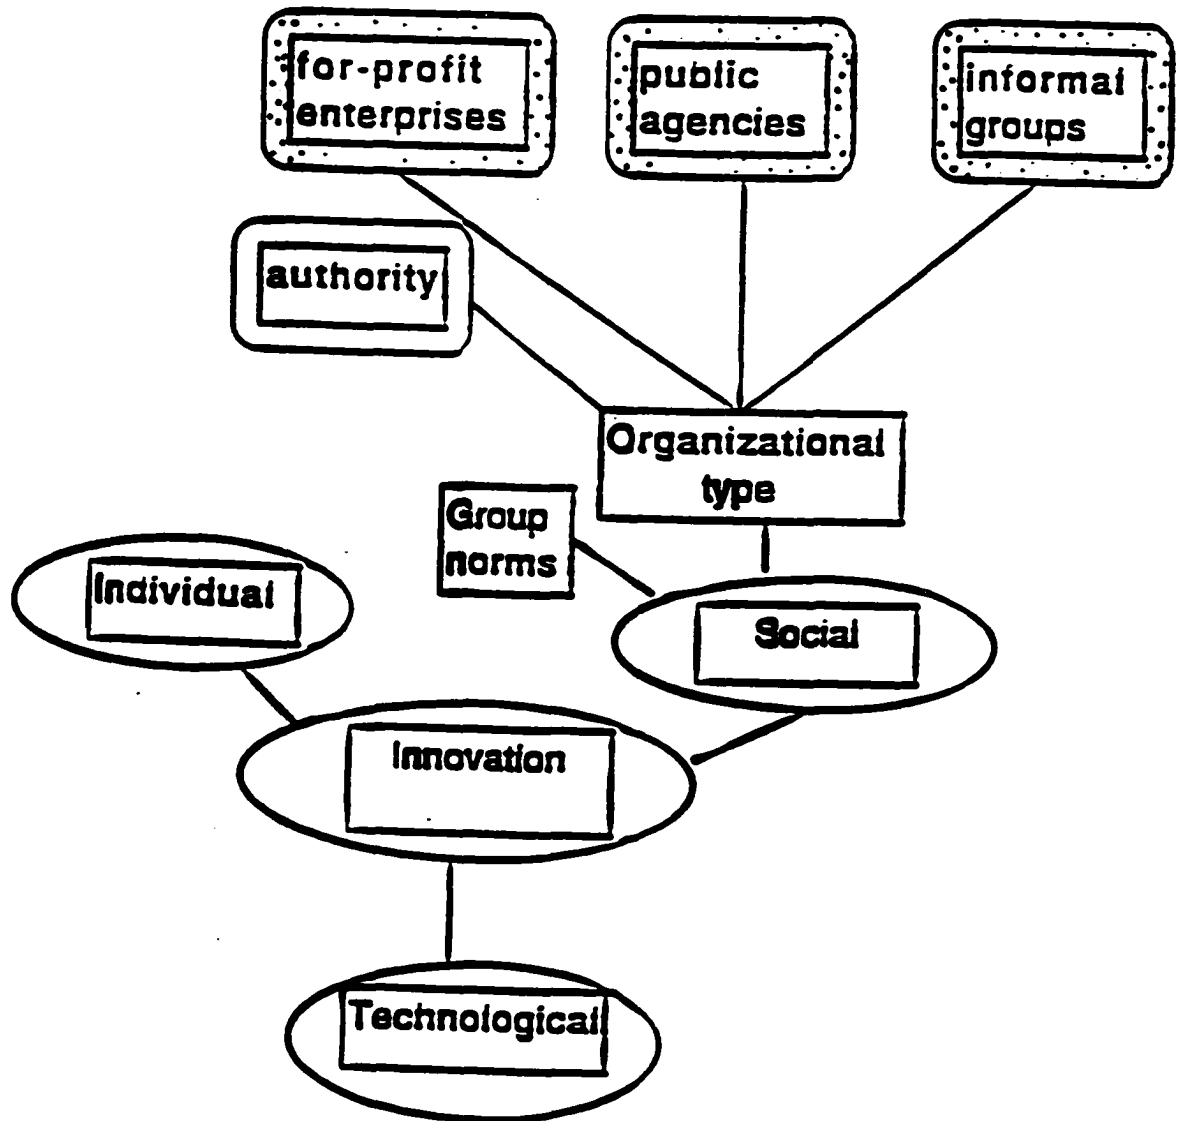 for-profit
enterprises
public
agencies
informal
groups
authority
Organizational
type
Group
norms
Individual
Social
Innovation
Technological